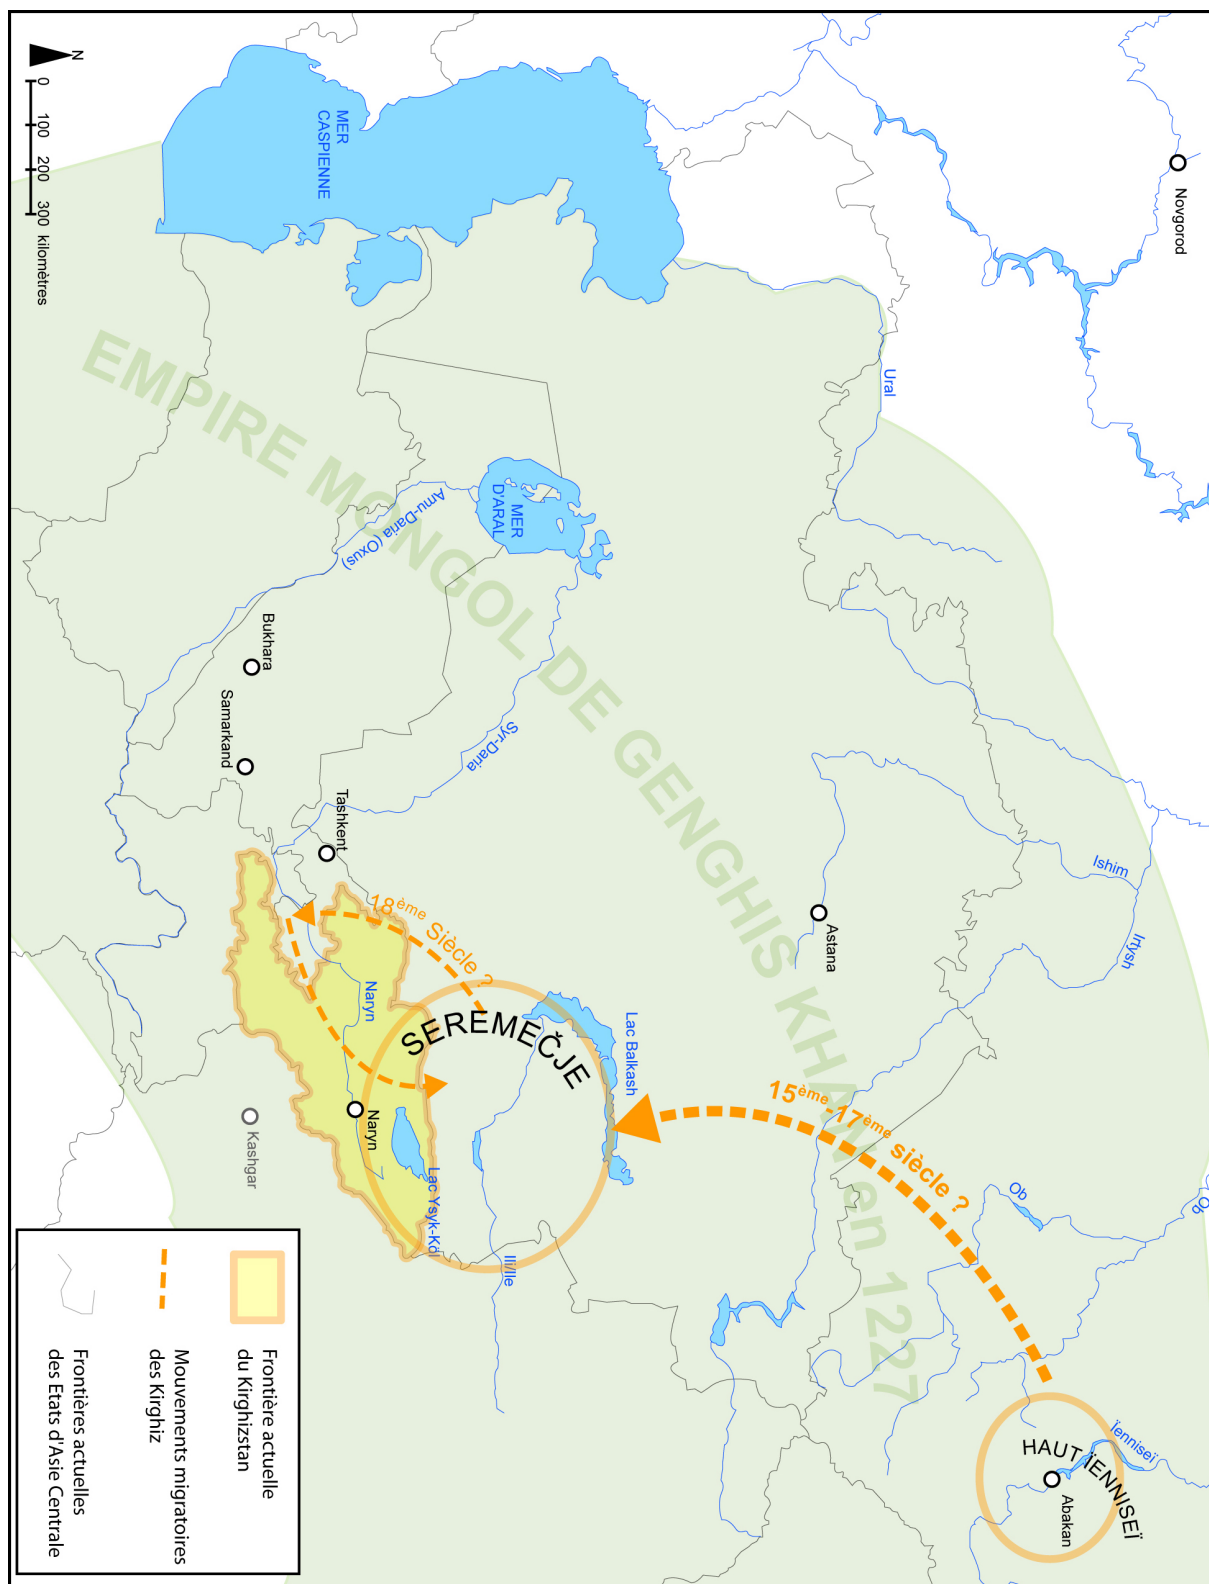 N
0
100
200
300 kilomètres
MER
CASPIENNE
Novgorod
Ural
EMPIRE MONGOL DE GENGHIS KHAN en 1227
MER
D'ARAL
Amu-Daria (Oxus)
Syr-Daria
Bukhara
Samarkand
Tashkent
Ishim
Irtysh
Astana
18ème Siècle ?
SEREMEČJE
Lac Balkash
15ème-17ème siècle ?
Ob
Ob
Naryn
Naryn
Lac Ysyk-Köl
Ili/Ile
Kashgar
HAUT ÏENNISEÏ
Ïenniseï
Abakan
Frontière actuelle
du Kirghizstan
Mouvements migratoires
des Kirghiz
Frontières actuelles
des Etats d'Asie Centrale